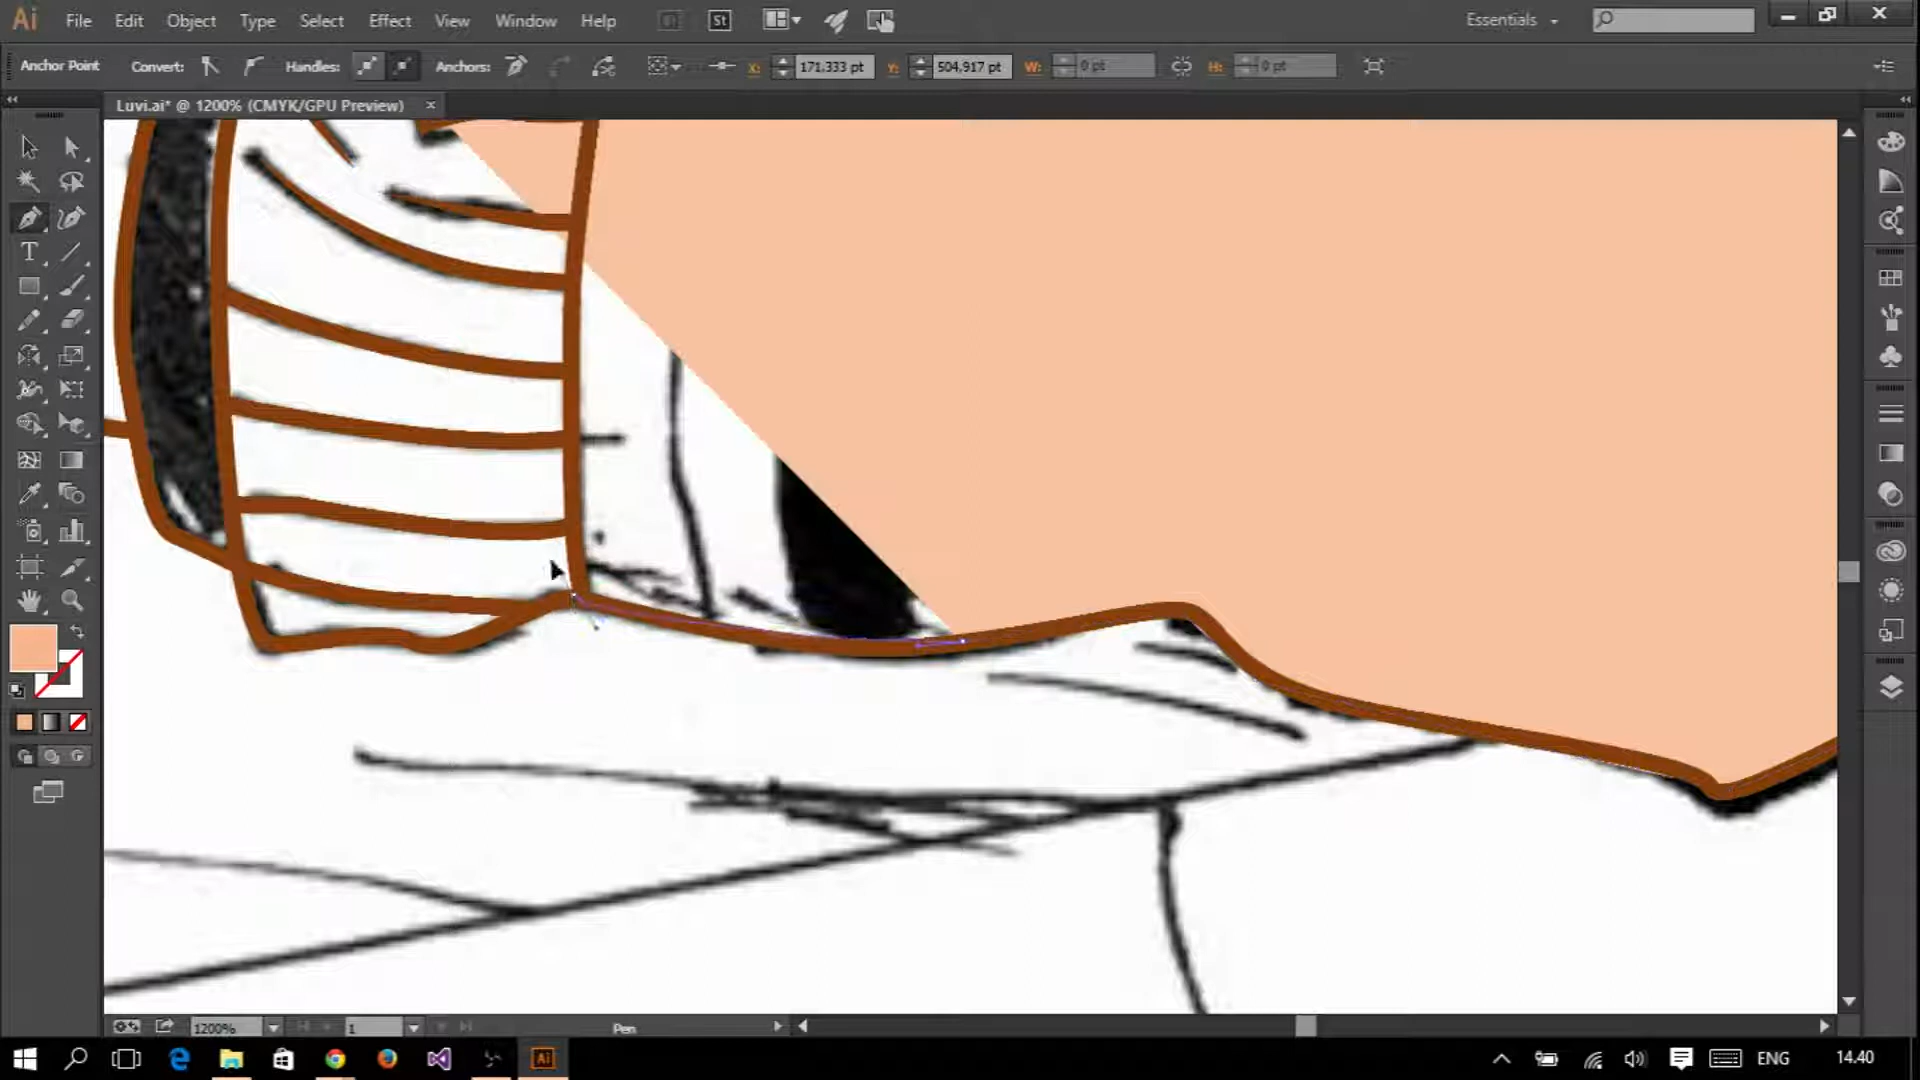 Ai File Edit Object Type Select Effect View Window Help St Essentials
Anchor Point Convert: Handles: Anchors: X: 171,333 pt Y: 504,917 pt W: 0 pt H: 0 pt
Luvi.ai* @ 1200% (CMYK/GPU Preview)
1200% 1 Pen
Ai ENG 14.40